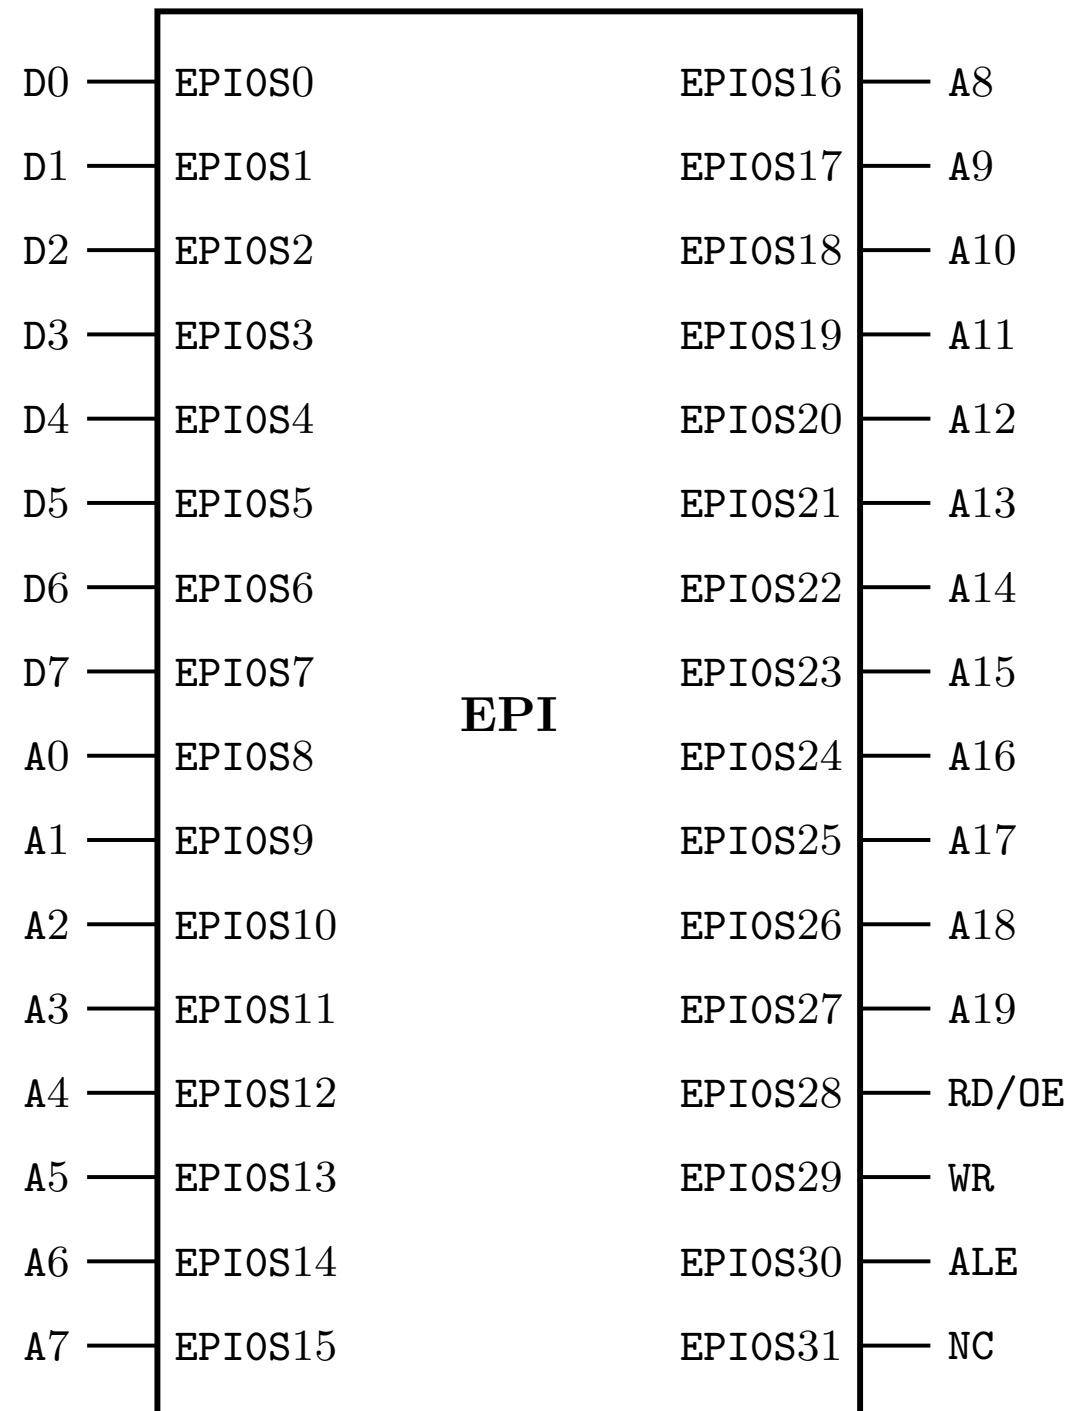 D0 EPIOS0 EPIOS16 A8
D1 EPIOS1 EPIOS17 A9
D2 EPIOS2 EPIOS18 A10
D3 EPIOS3 EPIOS19 A11
D4 EPIOS4 EPIOS20 A12
D5 EPIOS5 EPIOS21 A13
D6 EPIOS6 EPIOS22 A14
D7 EPIOS7 EPIOS23 A15
EPI
A0 EPIOS8 EPIOS24 A16
A1 EPIOS9 EPIOS25 A17
A2 EPIOS10 EPIOS26 A18
A3 EPIOS11 EPIOS27 A19
A4 EPIOS12 EPIOS28 RD/OE
A5 EPIOS13 EPIOS29 WR
A6 EPIOS14 EPIOS30 ALE
A7 EPIOS15 EPIOS31 NC